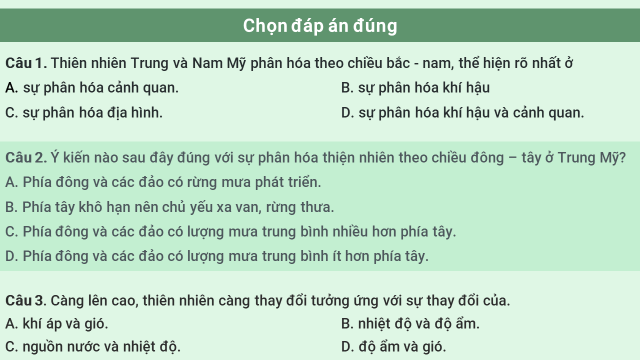 Chọn đáp án đúng
Câu 1. Thiên nhiên Trung và Nam Mỹ phân hóa theo chiều bắc - nam, thể hiện rõ nhất ở
A. sự phân hóa cảnh quan. B. sự phân hóa khí hậu
C. sự phân hóa địa hình. D. sự phân hóa khí hậu và cảnh quan.
Câu 2. Ý kiến nào sau đây đúng với sự phân hóa thiện nhiên theo chiều đông – tây ở Trung Mỹ?
A. Phía đông và các đảo có rừng mưa phát triển.
B. Phía tây khô hạn nên chủ yếu xa van, rừng thưa.
C. Phía đông và các đảo có lượng mưa trung bình nhiều hơn phía tây.
D. Phía đông và các đảo có lượng mưa trung bình ít hơn phía tây.
Câu 3. Càng lên cao, thiên nhiên càng thay đổi tưởng ứng với sự thay đổi của.
A. khí áp và gió. B. nhiệt độ và độ ẩm.
C. nguồn nước và nhiệt độ. D. độ ẩm và gió.